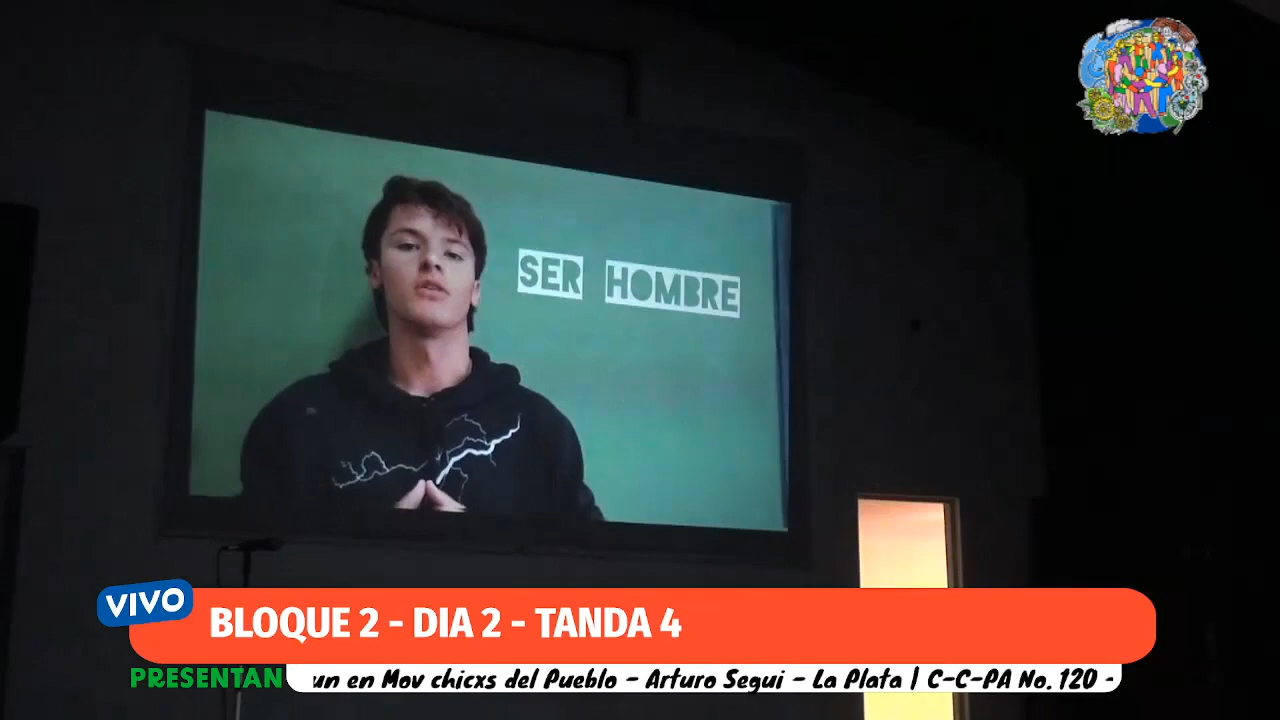 SER HOMBRE
VIVO
BLOQUE 2 - DIA 2 - TANDA 4
PRESENTAN
un en Mov chicxs del Pueblo - Arturo Segui - La Plata | C-C-PA No. 120 -